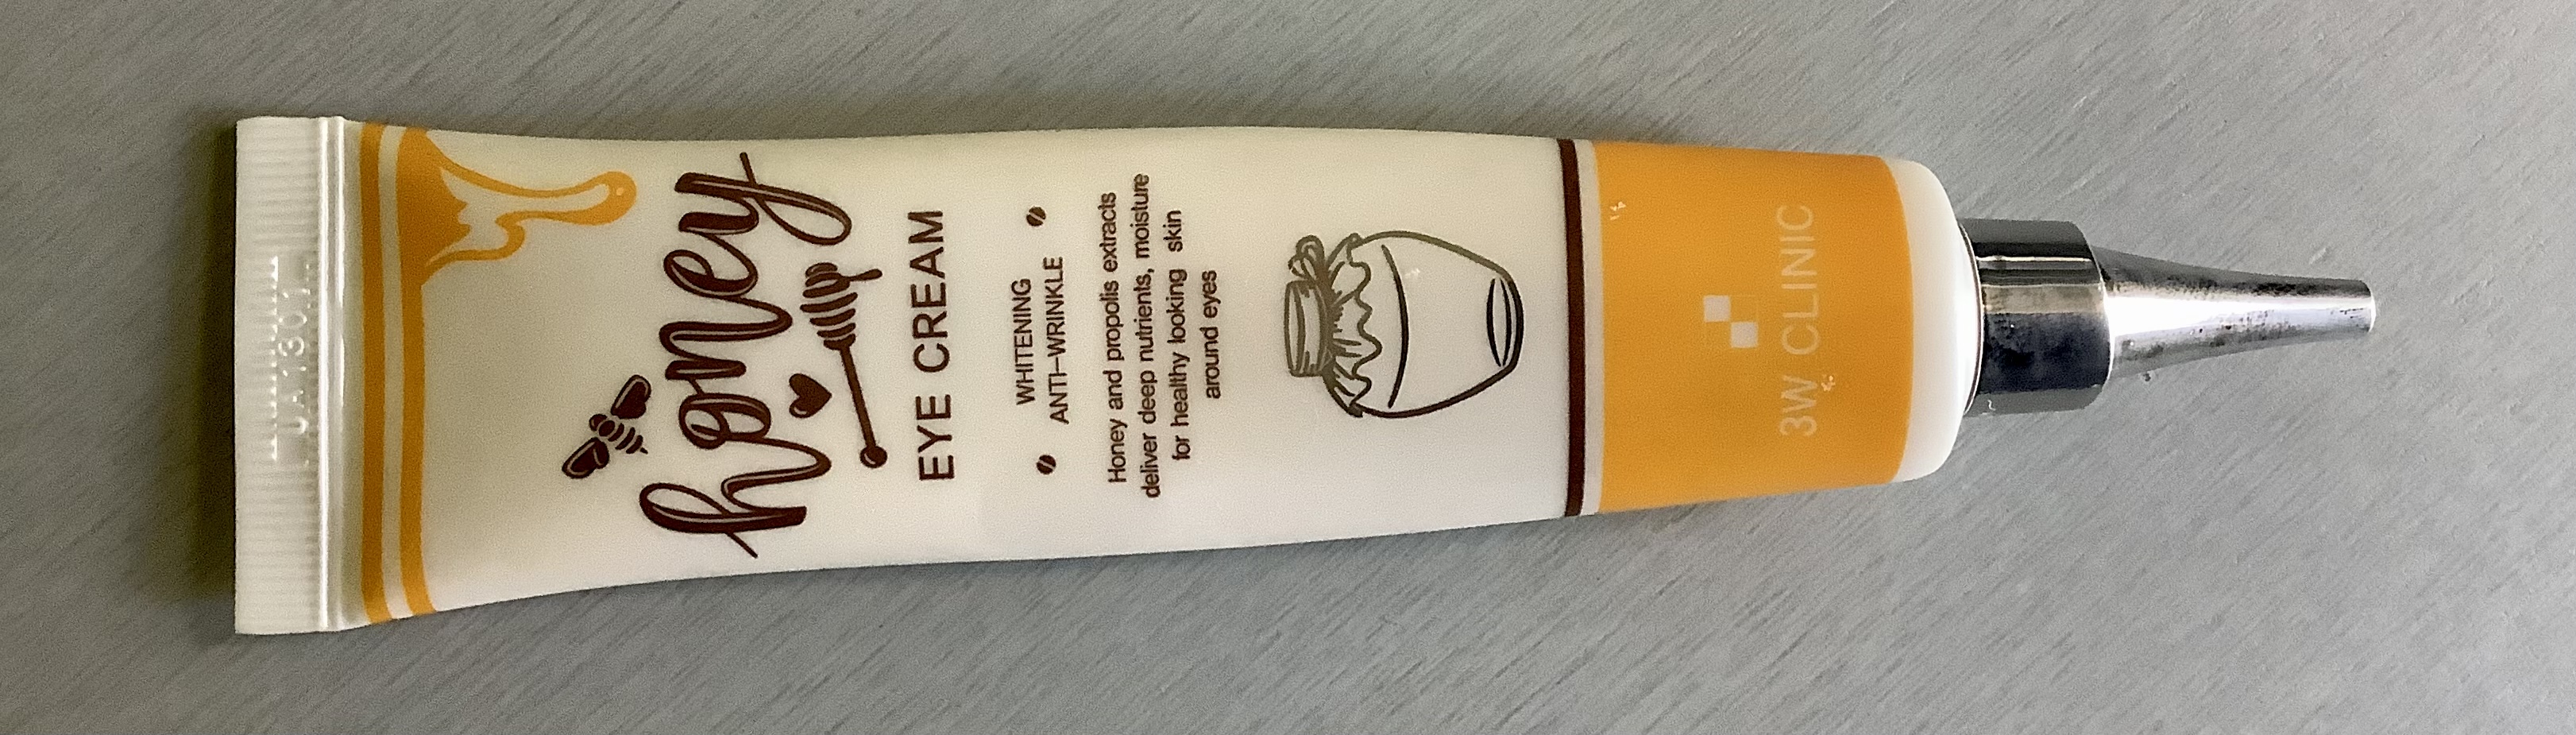 honey
EYE CREAM
WHITENING
ANTI-WRINKLE
Honey and propolis extracts
deliver deep nutrients, moisture
for healthy looking skin
around eyes
3W CLINIC